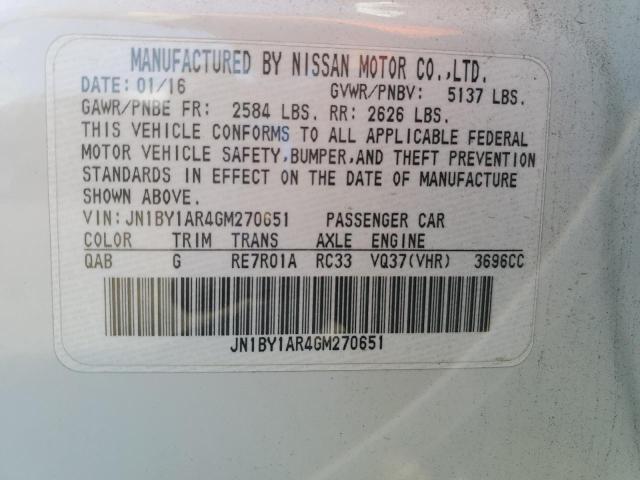 MANUFACTURED BY NISSAN MOTOR CO.,LTD.
DATE: 01/16 GVWR/PNBV: 5137 LBS.
GAWR/PNBE FR: 2584 LBS. RR: 2626 LBS.
THIS VEHICLE CONFORMS TO ALL APPLICABLE FEDERAL
MOTOR VEHICLE SAFETY,BUMPER,AND THEFT PREVENTION
STANDARDS IN EFFECT ON THE DATE OF MANUFACTURE
SHOWN ABOVE.
VIN:JN1BY1AR4GM270651 PASSENGER CAR
COLOR TRIM TRANS AXLE ENGINE
QAB G RE7R01A RC33 VQ37(VHR) 3696CC
JN1BY1AR4GM270651